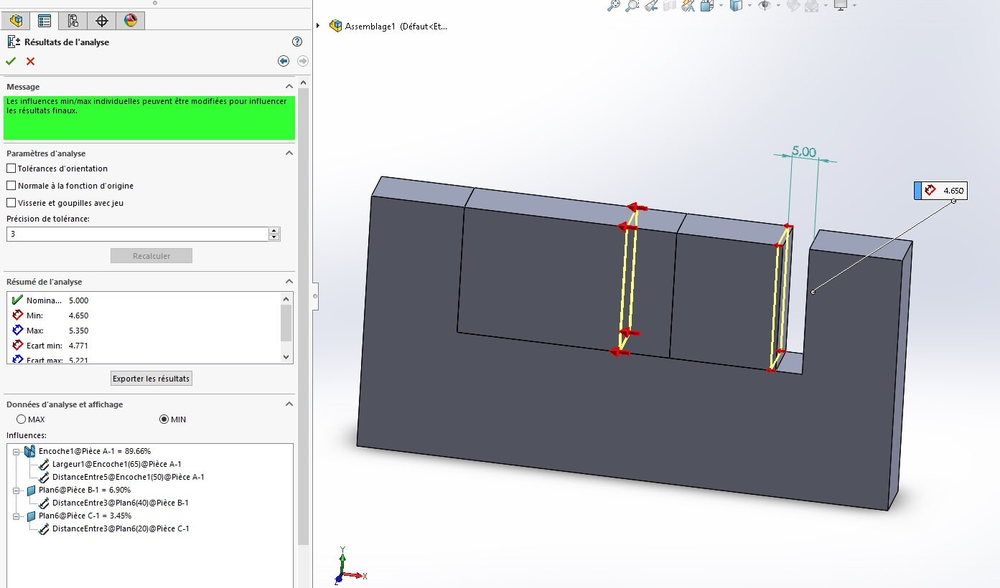 Résultats de l'analyse
Message
Les influences min/max individuelles peuvent être modifiées pour influencer
les résultats finaux.
Paramètres d'analyse
Tolérances d'orientation
Normale à la fonction d'origine
Visserie et goupilles avec jeu
Précision de tolérance:
3
Recalculer
Résumé de l'analyse
Nomina... 5.000
Min: 4.650
Max: 5.350
Ecart min: 4.771
Ecart max: 5.221
Exporter les résultats
Données d'analyse et affichage
MAX MIN
Influences:
Encoche1@Pièce A-1 = 89.66%
Largeur1@Encoche1(65)@Pièce A-1
DistanceEntre5@Encoche1(50)@Pièce A-1
Plan6@Pièce B-1 = 6.90%
DistanceEntre3@Plan6(40)@Pièce B-1
Plan6@Pièce C-1 = 3.45%
DistanceEntre3@Plan6(20)@Pièce C-1
Assemblage1 (Défaut<Et...
5.00
4.650
Y
X
Z